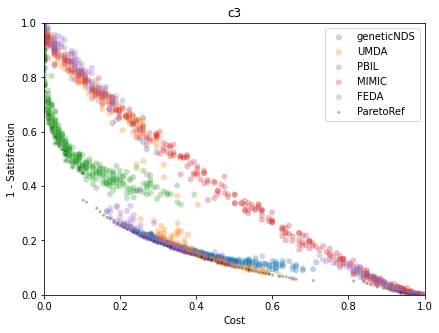 c3
geneticNDS
UMDA
PBIL
MIMIC
FEDA
ParetoRef
1 - Satisfaction
1.0
0.8
0.6
0.4
0.2
0.0
0.0 0.2 0.4 0.6 0.8 1.0
Cost